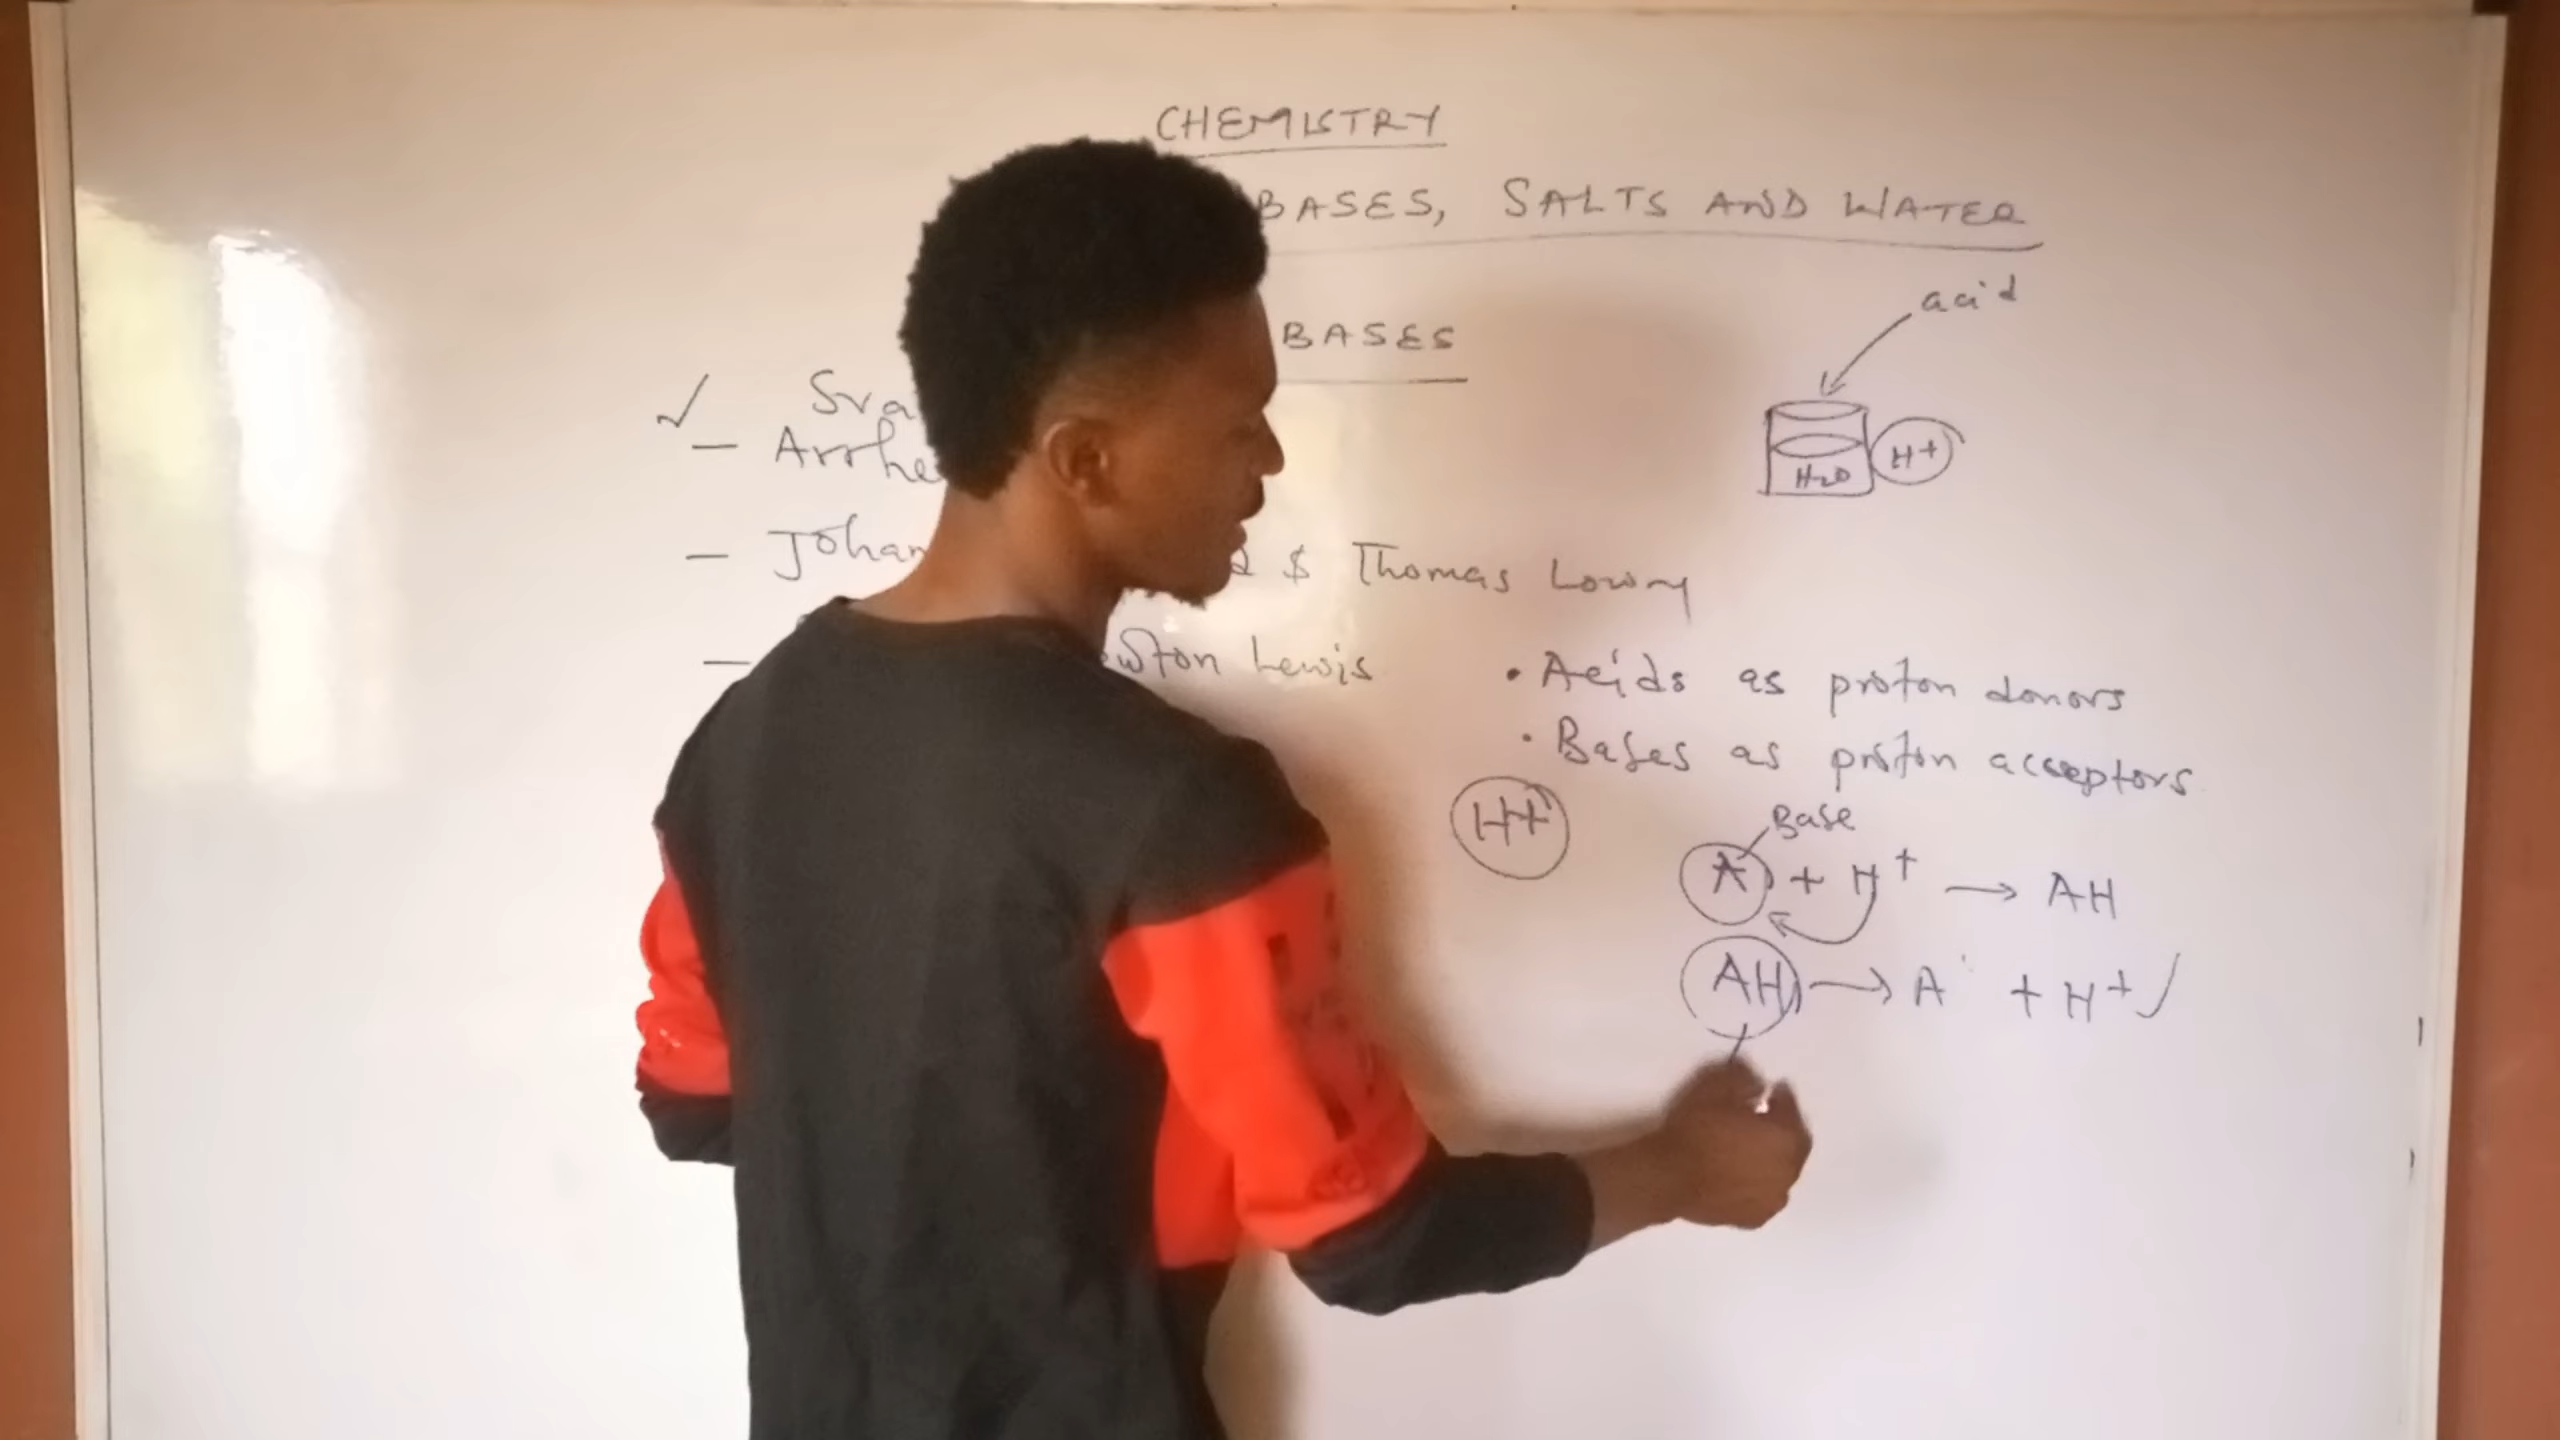 CHEMISTRY
BASES, SALTS AND WATER
BASES
acid
Sva
- Arrhe
H2O
H+
- Johan
d $ Thomas Lowry
- wton Lewis
• Acids as proton donors
• Bases as proton acceptors
H+
Base
A + H+ → AH
AH → A + H+